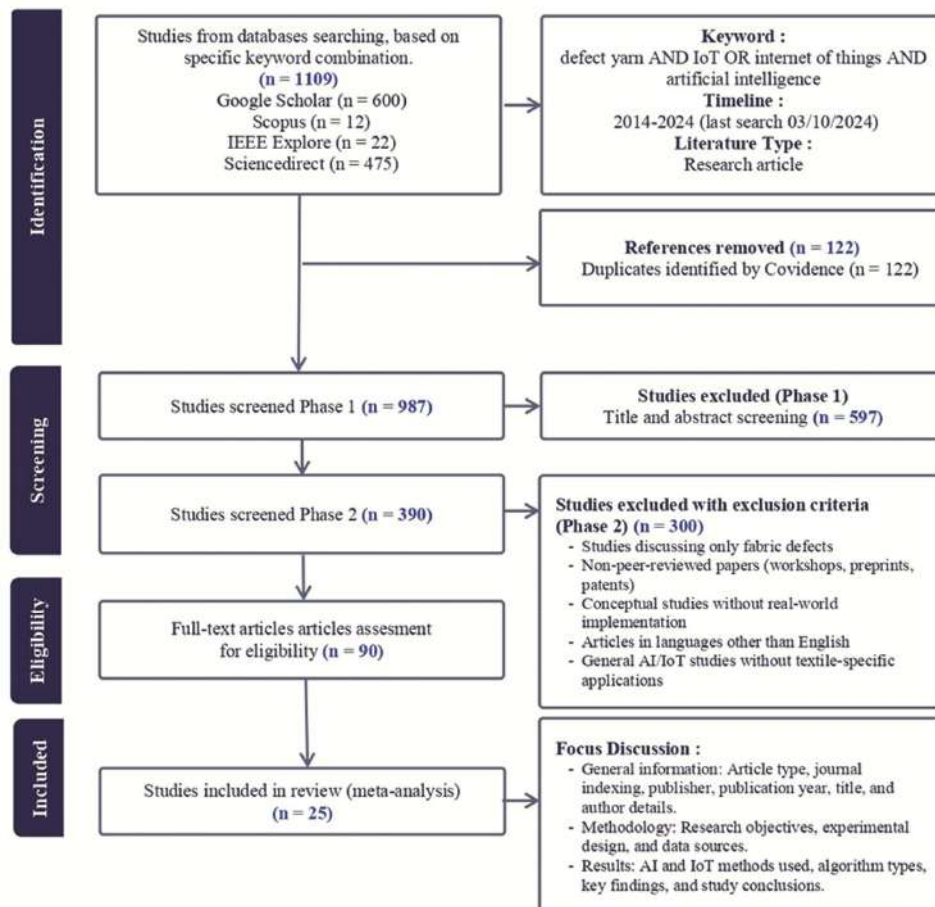 Identification
Studies from databases searching, based on
specific keyword combination.
(n = 1109)
Google Scholar (n = 600)
Scopus (n = 12)
IEEE Explore (n = 22)
Sciencedirect (n = 475)
Keyword :
defect yarn AND IoT OR internet of things AND
artificial intelligence
Timeline :
2014-2024 (last search 03/10/2024)
Literature Type :
Research article
References removed (n = 122)
Duplicates identified by Covidence (n = 122)
Screening
Studies screened Phase 1 (n = 987)
Studies excluded (Phase 1)
Title and abstract screening (n = 597)
Studies screened Phase 2 (n = 390)
Studies excluded with exclusion criteria
(Phase 2) (n = 300)
- Studies discussing only fabric defects
- Non-peer-reviewed papers (workshops, preprints,
patents)
- Conceptual studies without real-world
implementation
- Articles in languages other than English
- General AI/IoT studies without textile-specific
applications
Eligibility
Full-text articles articles assesment
for eligibility (n = 90)
Included
Studies included in review (meta-analysis)
(n = 25)
Focus Discussion :
- General information: Article type, journal
indexing, publisher, publication year, title, and
author details.
- Methodology: Research objectives, experimental
design, and data sources.
- Results: AI and IoT methods used, algorithm types,
key findings, and study conclusions.